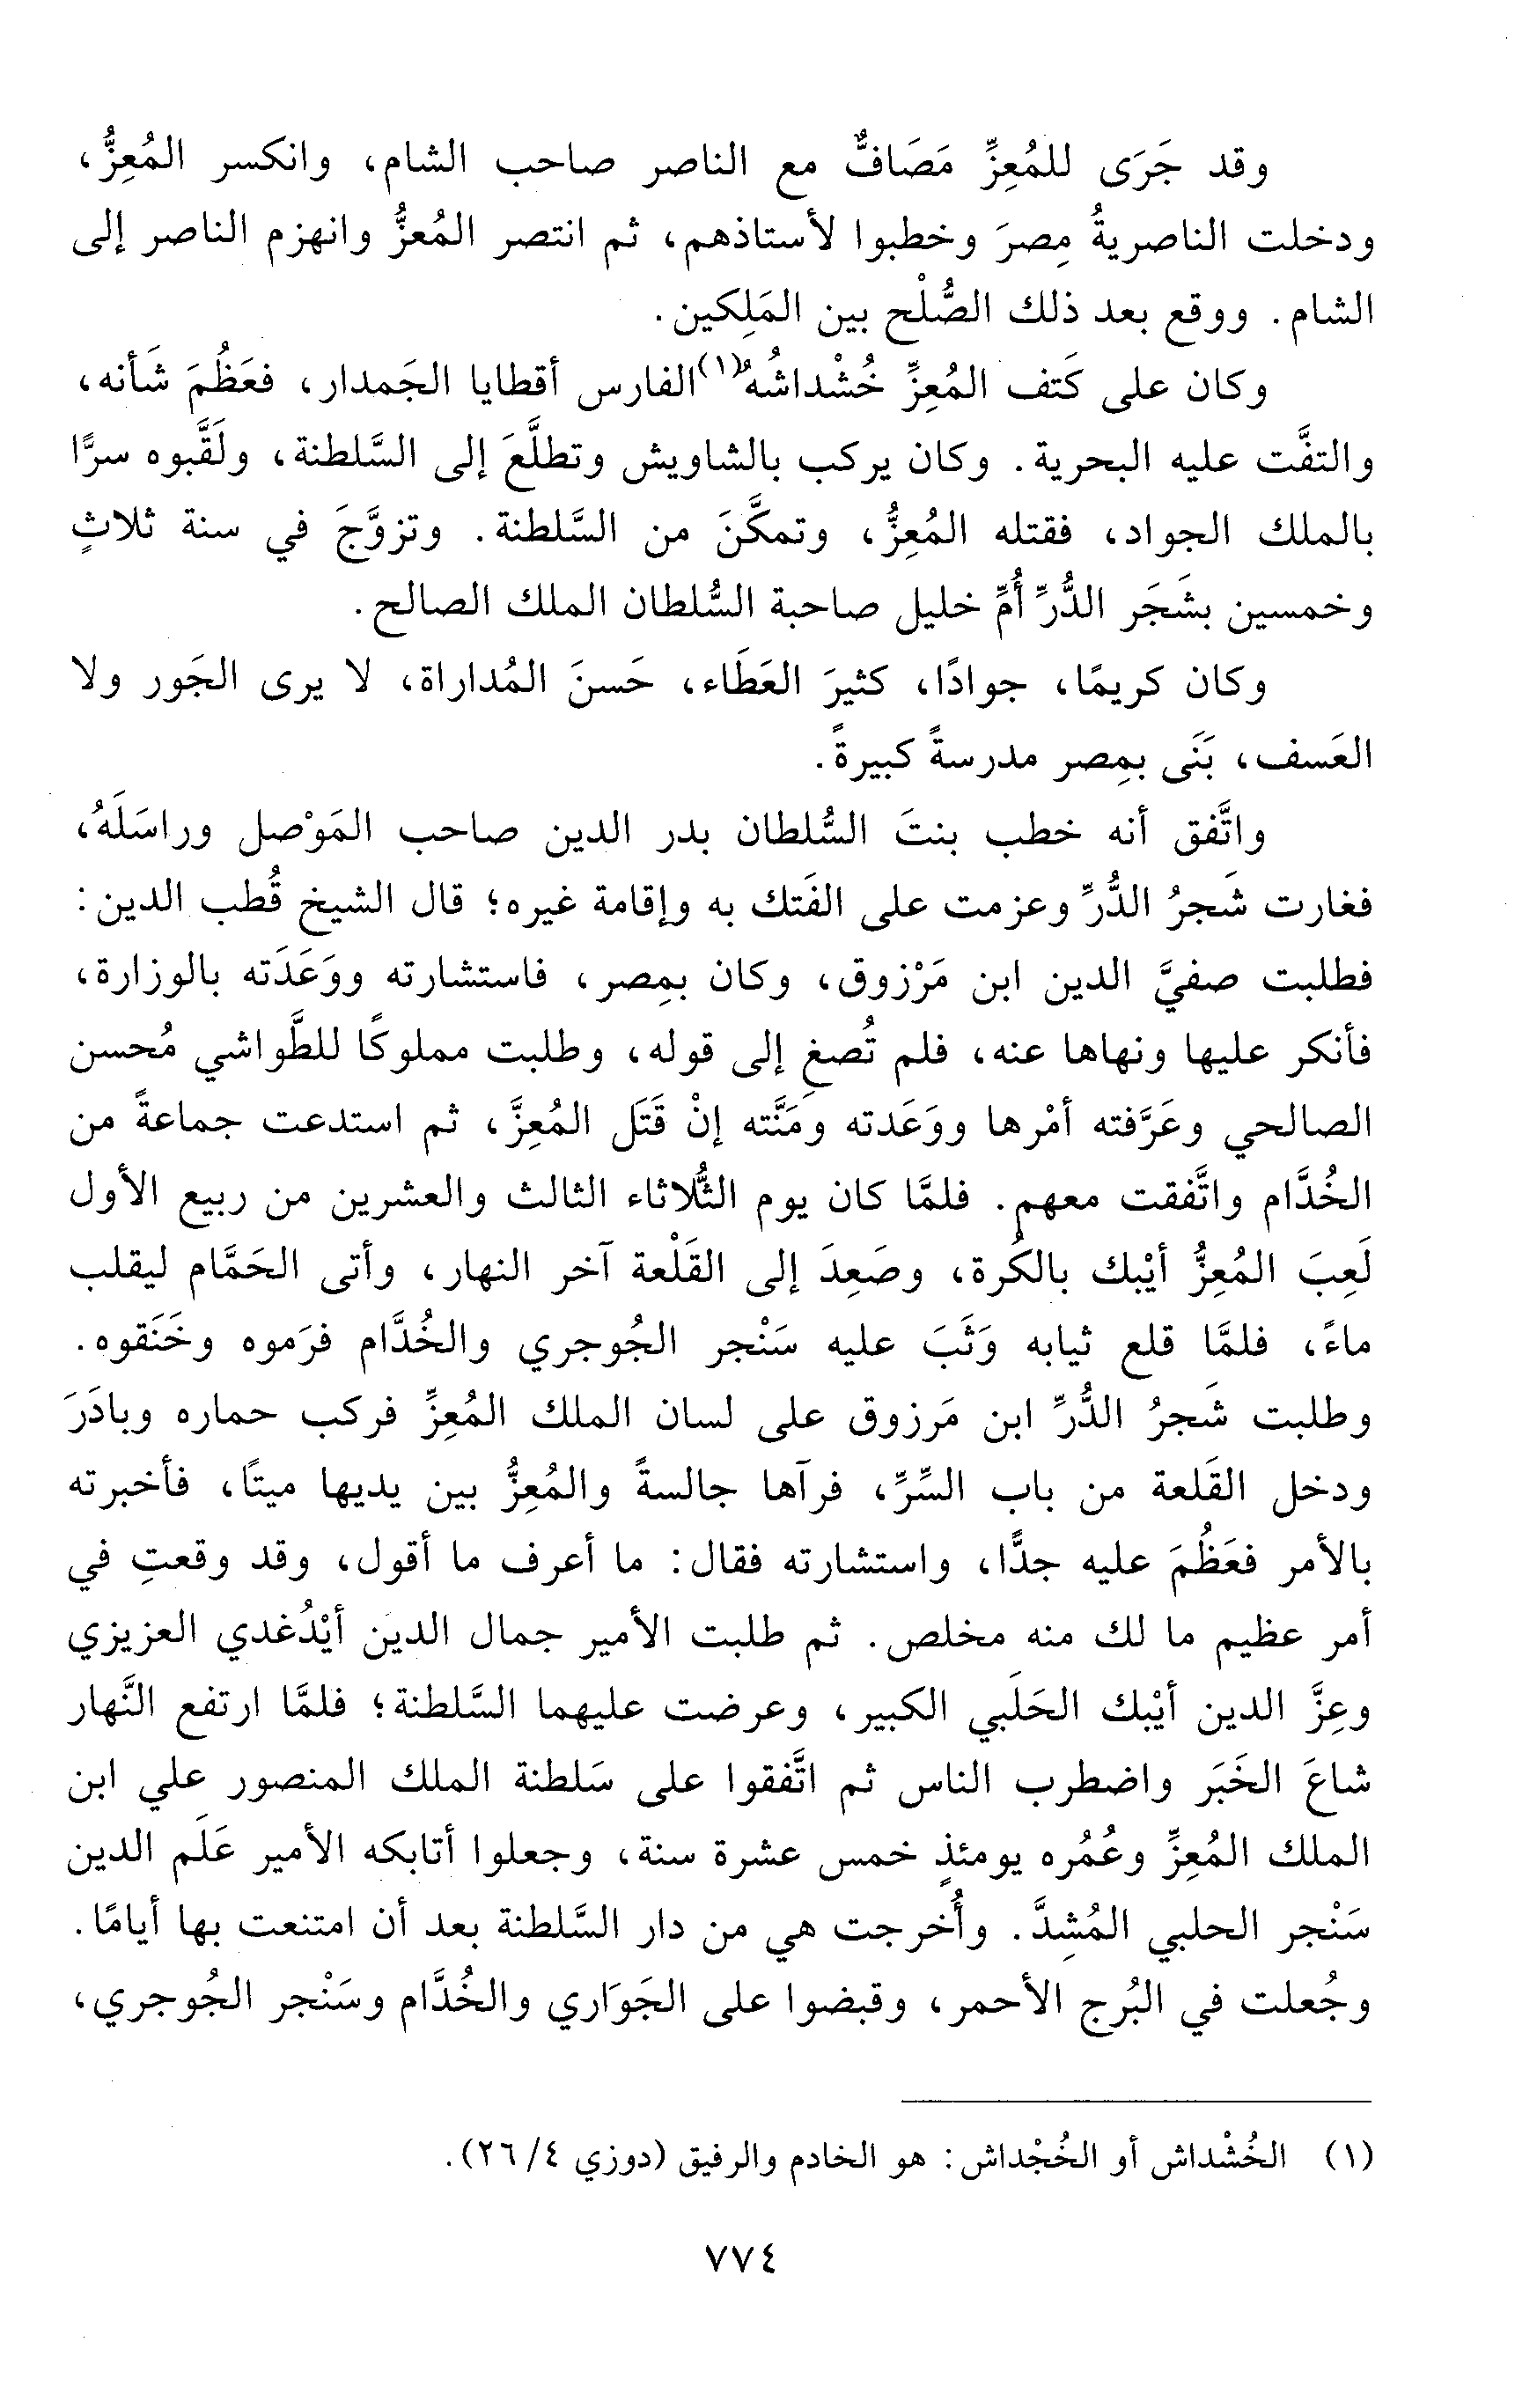 وقد جَرَى للمُعِزِّ مَصَافٌّ مع الناصر صاحب الشام، وانكسر المُعِزُّ،
ودخلت الناصريةُ مِصرَ وخطبوا لأستاذهم، ثم انتصر المُعزُّ وانهزم الناصر إلى
الشام. ووقع بعد ذلك الصُّلْح بين المَلِكين.
وكان على كَتف المُعِزِّ خُشْداشُه(١) الفارس أقطايا الجَمدار، فعَظُمَ شَأنه،
والتفَّت عليه البحرية. وكان يركب بالشاويش وتطلَّعَ إلى السَّلطنة، ولَقَّبوه سرًّا
بالملك الجواد، فقتله المُعِزُّ، وتمكَّنَ من السَّلطنة. وتزوَّجَ في سنة ثلاثٍ
وخمسين بشَجَر الدُّرِّ أُمِّ خليل صاحبة السُّلطان الملك الصالح.
وكان كريمًا، جوادًا، كثيرَ العَطَاء، حَسنَ المُداراة، لا يرى الجَور ولا
العَسف، بَنَى بمِصر مدرسةً كبيرةً.
واتَّفق أنه خطب بنتَ السُّلطان بدر الدين صاحب المَوْصل وراسَلَهُ،
فغارت شَجرُ الدُّرِّ وعزمت على الفَتك به وإقامة غيره؛ قال الشيخ قُطب الدين:
فطلبت صفيَّ الدين ابن مَرْزوق، وكان بمِصر، فاستشارته ووَعَدَته بالوزارة،
فأنكر عليها ونهاها عنه، فلم تُصغِ إلى قوله، وطلبت مملوكًا للطَّواشي مُحسن
الصالحي وعَرَّفته أمْرها ووَعَدته ومَنَّته إنْ قَتَل المُعِزَّ، ثم استدعت جماعةً من
الخُدَّام واتَّفقت معهم. فلمَّا كان يوم الثُّلاثاء الثالث والعشرين من ربيع الأول
لَعِبَ المُعِزُّ أيْبك بالكُرة، وصَعِدَ إلى القَلْعة آخر النهار، وأتى الحَمَّام ليقلب
ماءً، فلمَّا قلع ثيابه وَثَبَ عليه سَنْجر الجُوجري والخُدَّام فرَموه وخَنَقوه.
وطلبت شَجرُ الدُّرِّ ابن مَرزوق على لسان الملك المُعِزِّ فركب حماره وبادَرَ
ودخل القَلعة من باب السِّرِّ، فرآها جالسةً والمُعِزُّ بين يديها ميتًا، فأخبرته
بالأمر فعَظُمَ عليه جدًّا، واستشارته فقال: ما أعرف ما أقول، وقد وقعتِ في
أمر عظيم ما لك منه مخلص. ثم طلبت الأمير جمال الدين أيْدُغدي العزيزي
وعِزَّ الدين أيْبك الحَلَبي الكبير، وعرضت عليهما السَّلطنة؛ فلمَّا ارتفع النَّهار
شاعَ الخَبَر واضطرب الناس ثم اتَّفقوا على سَلطنة الملك المنصور علي ابن
الملك المُعِزِّ وعُمُره يومئذٍ خمس عشرة سنة، وجعلوا أتابكه الأمير عَلَم الدين
سَنْجر الحلبي المُشِدَّ. وأُخرجت هي من دار السَّلطنة بعد أن امتنعت بها أيامًا.
وجُعلت في البُرج الأحمر، وقبضوا على الجَوَاري والخُدَّام وسَنْجر الجُوجري،
(١) الخُشْداش أو الخُجْداش: هو الخادم والرفيق (دوزي ٤/ ٢٦).
٧٧٤